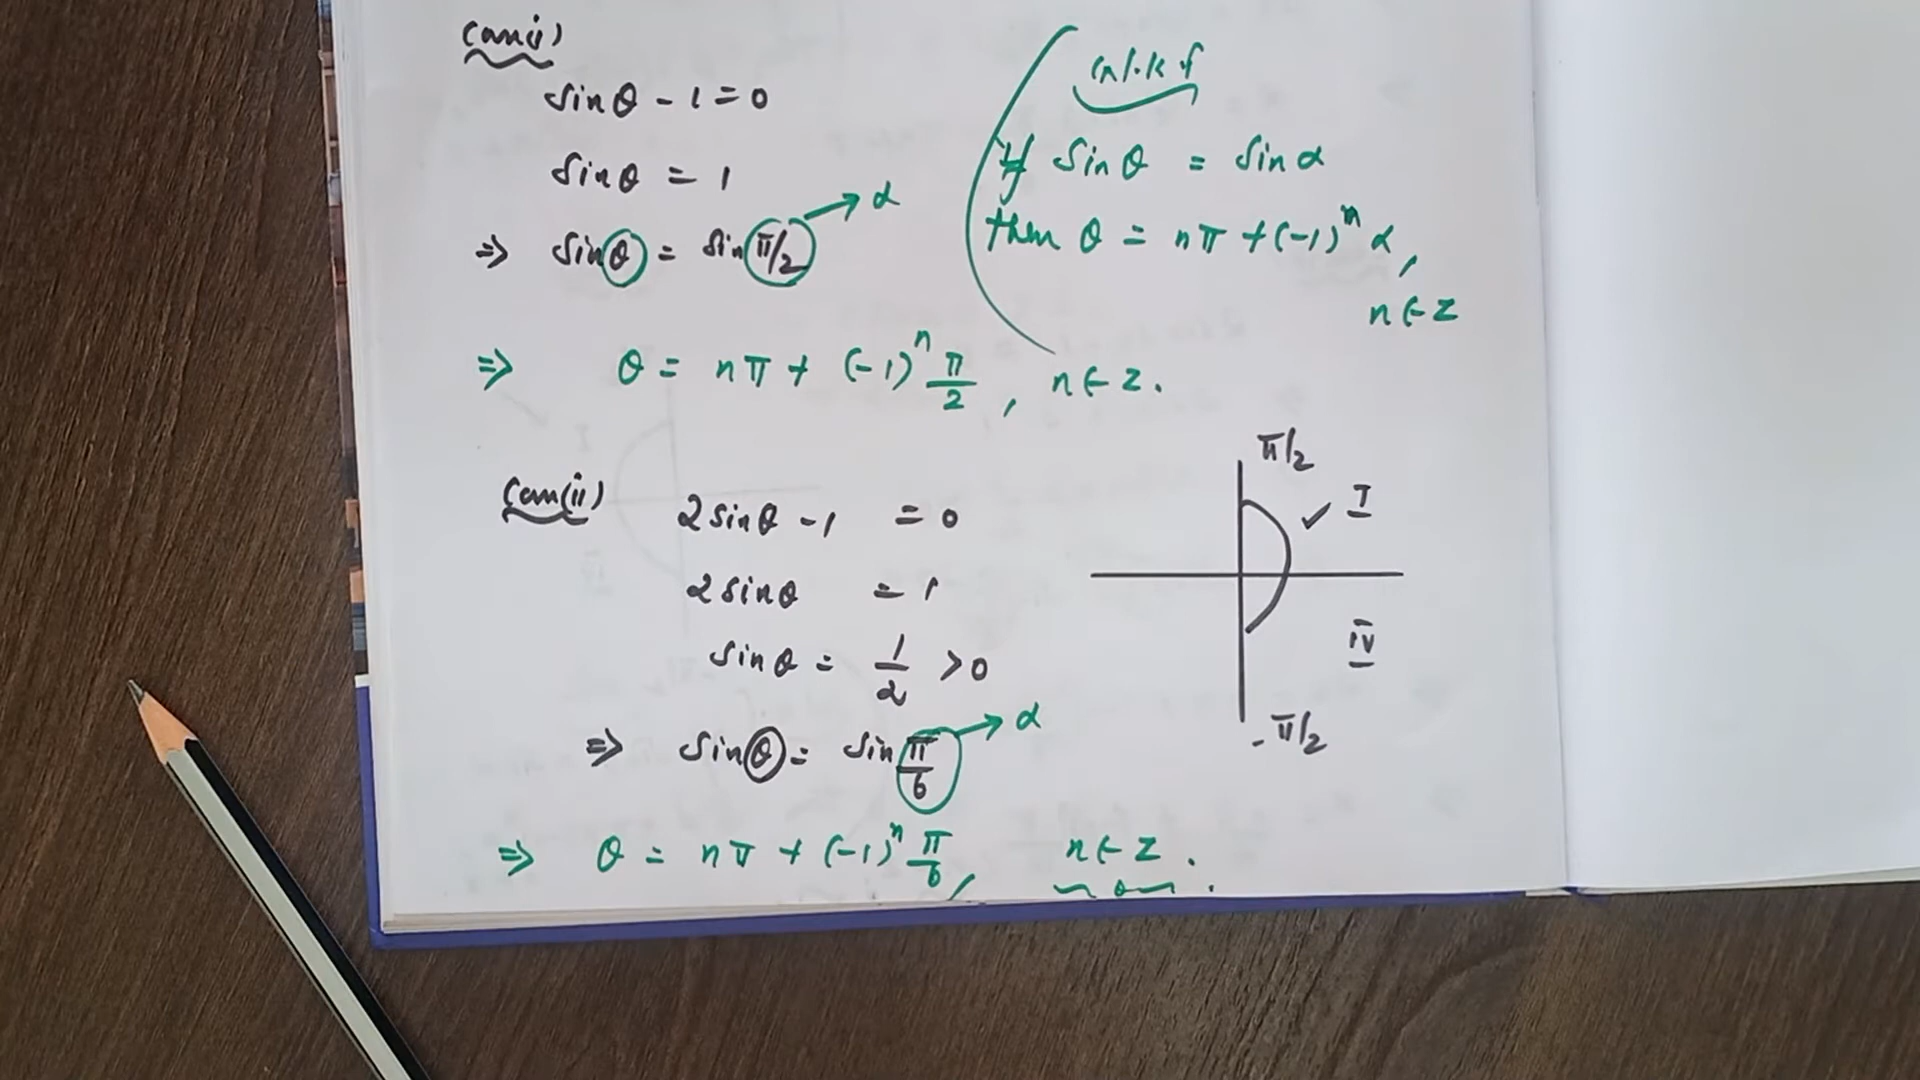 Case(i)
sinθ - 1 = 0
sinθ = 1
⇒ sinθ = sin π/2 → α
W.K.T
If sinθ = sinα
then θ = nπ + (-1)ⁿ α,
n ∈ Z
⇒ θ = nπ + (-1)ⁿ π/2, n ∈ Z.
Case(ii)
2sinθ - 1 = 0
2sinθ = 1
sinθ = 1/2 > 0
⇒ sinθ = sin π/6 → α
⇒ θ = nπ + (-1)ⁿ π/6, n ∈ Z.
π/2
✓ I
IV
-π/2